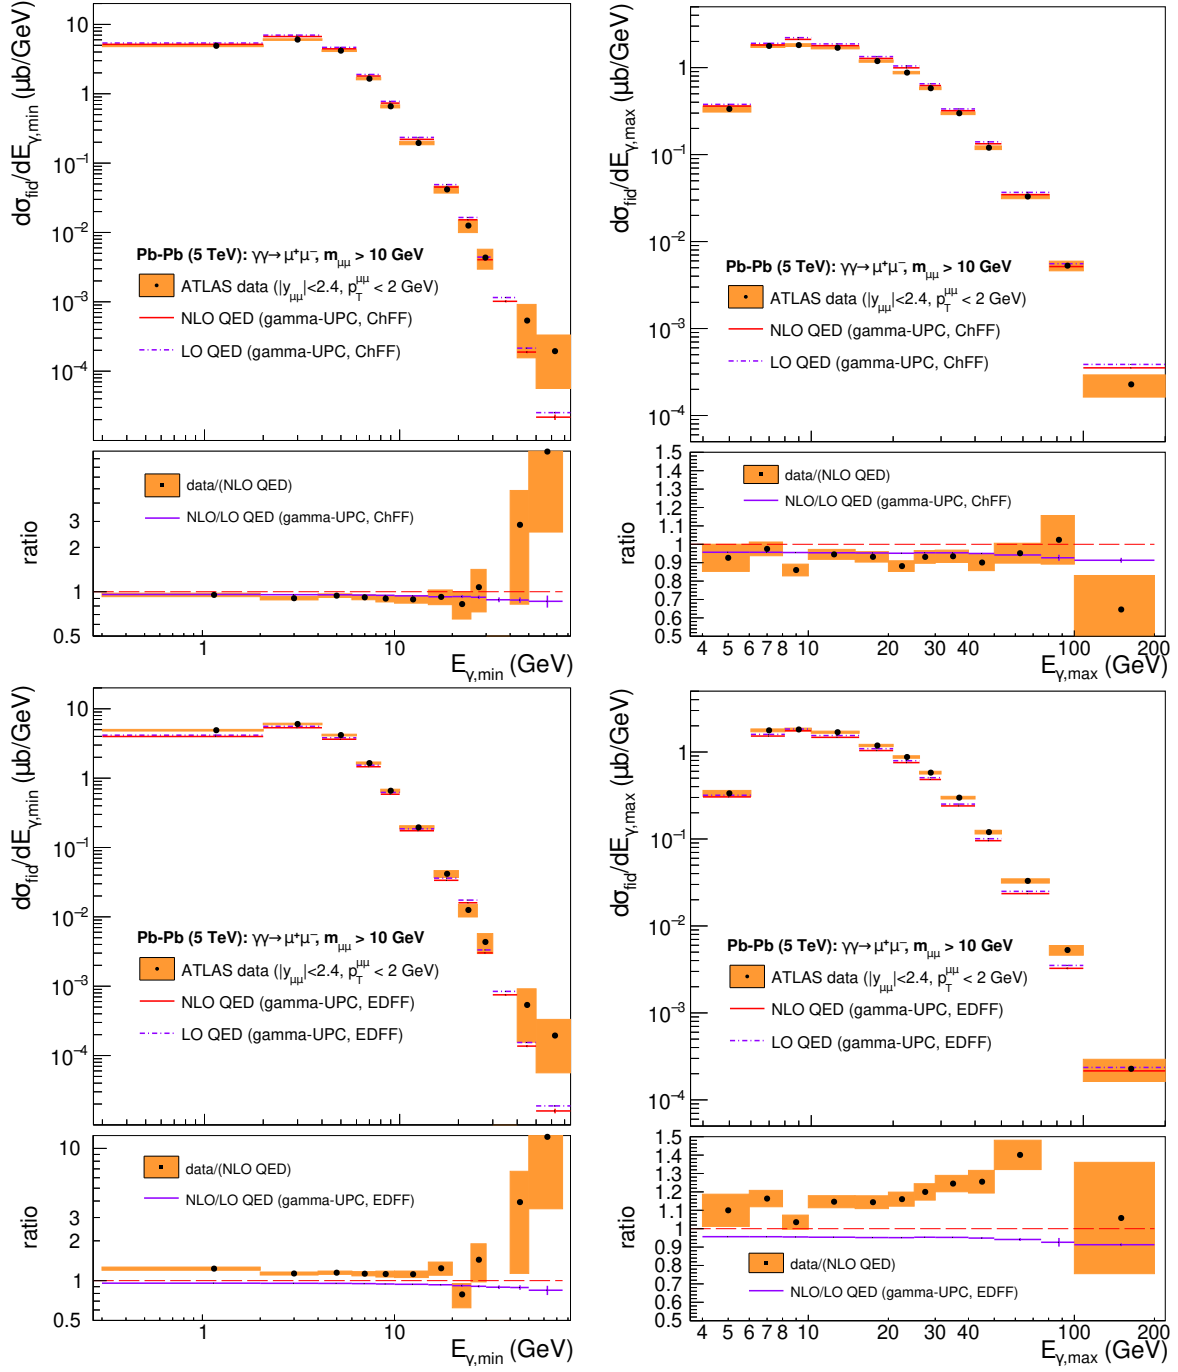 dσfid/dEγ,min (μb/GeV)
10
1
10⁻¹
10⁻²
10⁻³
10⁻⁴
Pb-Pb (5 TeV): γγ→ μ⁺μ⁻, mμμ > 10 GeV
ATLAS data (|yμμ|<2.4, pTμμ < 2 GeV)
NLO QED (gamma-UPC, ChFF)
LO QED (gamma-UPC, ChFF)
ratio
3
2
1
0.5
data/(NLO QED)
NLO/LO QED (gamma-UPC, ChFF)
1 10
Eγ,min (GeV)
dσfid/dEγ,max (μb/GeV)
1
10⁻¹
10⁻²
10⁻³
10⁻⁴
Pb-Pb (5 TeV): γγ→ μ⁺μ⁻, mμμ > 10 GeV
ATLAS data (|yμμ|<2.4, pTμμ < 2 GeV)
NLO QED (gamma-UPC, ChFF)
LO QED (gamma-UPC, ChFF)
ratio
1.5
1.4
1.3
1.2
1.1
1
0.9
0.8
0.7
0.6
0.5
data/(NLO QED)
NLO/LO QED (gamma-UPC, ChFF)
4 5 6 7 8 10 20 30 40 100 200
Eγ,max (GeV)
dσfid/dEγ,min (μb/GeV)
10
1
10⁻¹
10⁻²
10⁻³
10⁻⁴
Pb-Pb (5 TeV): γγ→ μ⁺μ⁻, mμμ > 10 GeV
ATLAS data (|yμμ|<2.4, pTμμ < 2 GeV)
NLO QED (gamma-UPC, EDFF)
LO QED (gamma-UPC, EDFF)
ratio
10
3
2
1
0.5
data/(NLO QED)
NLO/LO QED (gamma-UPC, EDFF)
1 10
Eγ,min (GeV)
dσfid/dEγ,max (μb/GeV)
1
10⁻¹
10⁻²
10⁻³
10⁻⁴
Pb-Pb (5 TeV): γγ→ μ⁺μ⁻, mμμ > 10 GeV
ATLAS data (|yμμ|<2.4, pTμμ < 2 GeV)
NLO QED (gamma-UPC, EDFF)
LO QED (gamma-UPC, EDFF)
ratio
1.5
1.4
1.3
1.2
1.1
1
0.9
0.8
0.7
0.6
0.5
data/(NLO QED)
NLO/LO QED (gamma-UPC, EDFF)
4 5 6 7 8 10 20 30 40 100 200
Eγ,max (GeV)